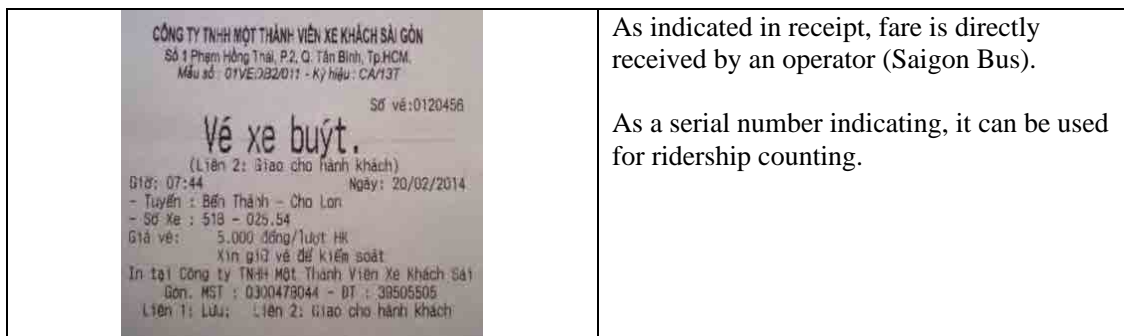 CÔNG TY TNHH MỘT THÀNH VIÊN XE KHÁCH SÀI GÒN
Số 1 Phạm Hồng Thái, P.2, Q. Tân Bình, Tp.HCM.
Mẫu số : 01VEDB2/011 - Ký hiệu : CA/13T
Số vé:0120456
Vé xe buýt.
(Liên 2: Giao cho hành khách)
Giờ: 07:44 Ngày: 20/02/2014
- Tuyến : Bến Thành - Cho Lon
- Số Xe : 51B - 025.54
Giá vé: 5.000 đồng/lượt HK
Xin giữ vé để kiểm soát
In tại Công ty TNHH Một Thành Viên Xe Khách Sài
Gòn. MST : 0300478044 - ĐT : 39505505
Liên 1: Lưu; Liên 2: Giao cho hành khách
As indicated in receipt, fare is directly
received by an operator (Saigon Bus).
As a serial number indicating, it can be used
for ridership counting.